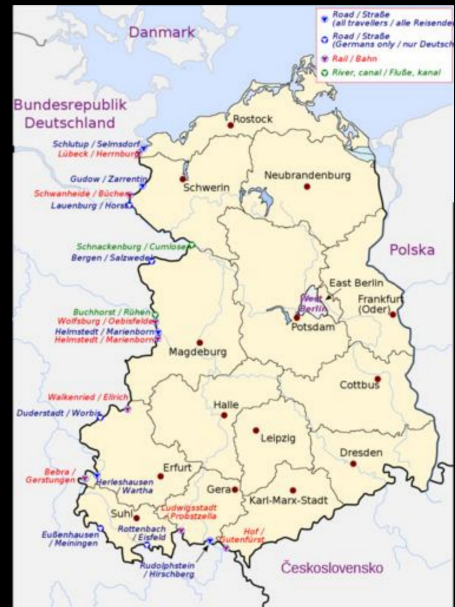 Danmark
Road / Straße
(all travellers / alle Reisende
Road / Straße
(Germans only / nur Deutsch
Rail / Bahn
River, canal / Fluße, kanal
Bundesrepublik
Deutschland
Rostock
Schlutup / Selmsdorf
Lübeck / Herrnburg
Gudow / Zarrentin
Schwerin
Neubrandenburg
Schwanheide / Büchen
Lauenburg / Horst
Schnackenburg / Cumlosen
Bergen / Salzwedel
Polska
East Berlin
West
Berlin
Frankfurt
(Oder)
Potsdam
Buchhorst / Rühen
Wolfsburg / Oebisfelde
Helmstedt / Marienborn
Helmstedt / Marienborn
Magdeburg
Cottbus
Walkenried / Ellrich
Duderstadt / Worbis
Halle
Leipzig
Dresden
Bebra /
Gerstungen
Herleshausen
/ Wartha
Erfurt
Gera
Karl-Marx-Stadt
Ludwigsstadt
/ Probstzella
Suhl
Eußenhausen
/ Meiningen
Rottenbach
/ Eisfeld
Hof /
Gutenfürst
Rudolphstein
/ Hirschberg
Československo